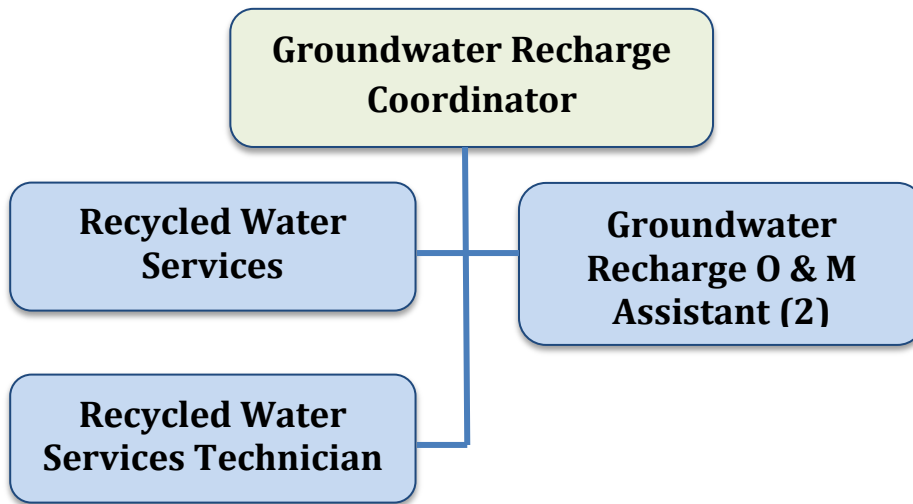 Groundwater Recharge
Coordinator
Recycled Water
Services
Groundwater
Recharge O & M
Assistant (2)
Recycled Water
Services Technician